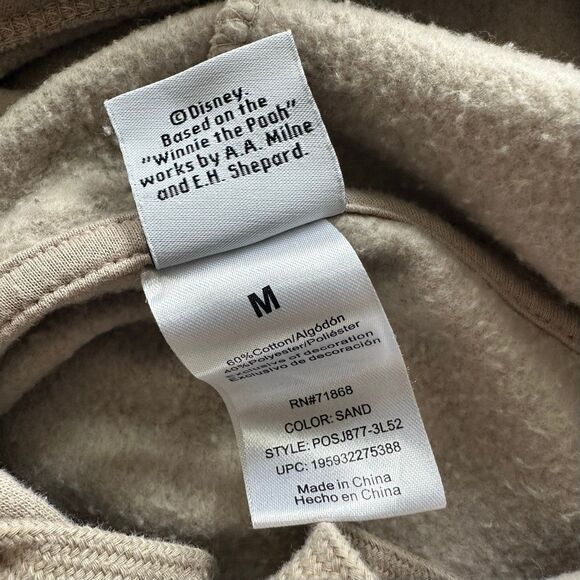 ©Disney.
Based on the
"Winnie the Pooh"
works by A.A. Milne
and E.H. Shepard.
M
60%Cotton/Algodón
40%Polyester/Poliéster
Exclusive of decoration
Exclusivo de decoración
RN#71868
COLOR: SAND
STYLE: POSJ877-3L52
UPC: 195932275388
Made in China
Hecho en China